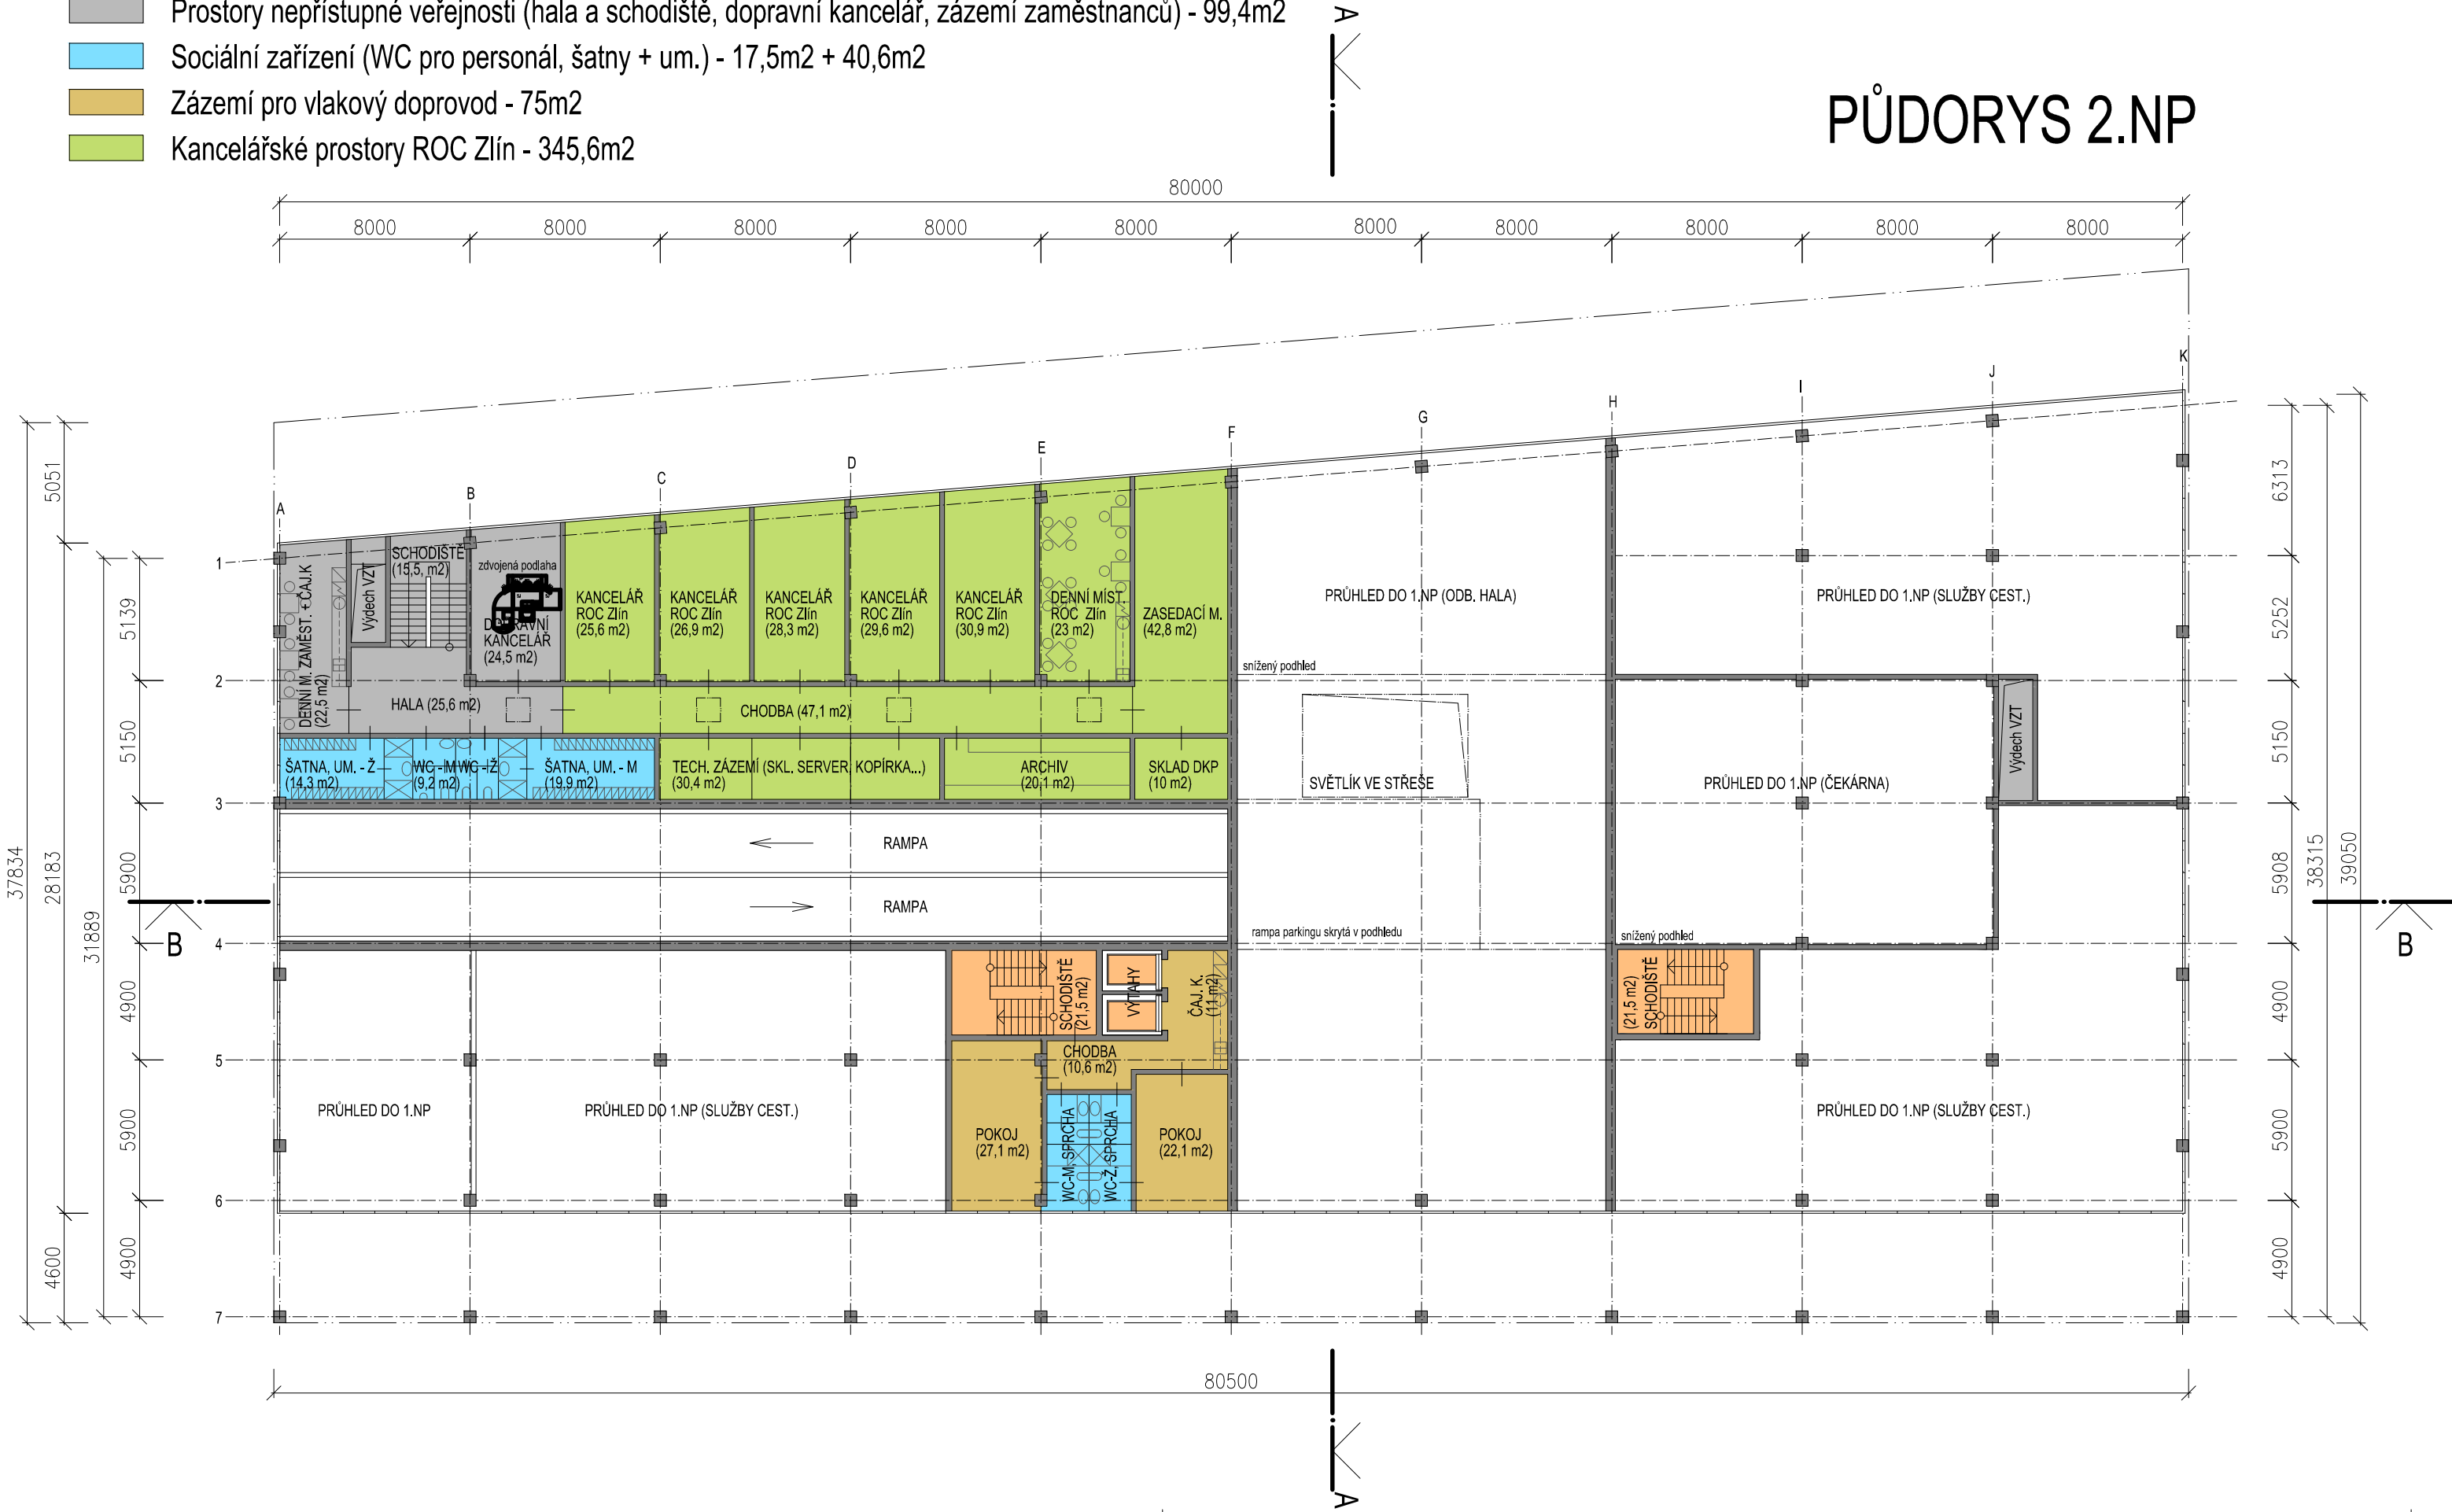 Prostory nepřístupné veřejnosti (hala a schodiště, dopravní kancelář, zázemí zaměstnanců) - 99,4m2
Sociální zařízení (WC pro personál, šatny + um.) - 17,5m2 + 40,6m2
Zázemí pro vlakový doprovod - 75m2
Kancelářské prostory ROC Zlín - 345,6m2
PŮDORYS 2.NP
A
80000
8000 8000 8000 8000 8000 8000 8000 8000 8000 8000
A B C D E F G H I J K
1
2
3
4
5
6
7
37834
5051
28183
4600
31889
5139
5150
5900
4900
5900
4900
6313
5252
5150
5908
4900
5900
4900
38315
39050
DENNÍ M. ZAMĚST. +ČAJ.K
(22,5 m2)
Výdech VZT
SCHODIŠTĚ
(15,5, m2)
zdvojená podlaha
DOPRAVNÍ
KANCELÁŘ
(24,5 m2)
KANCELÁŘ
ROC Zlín
(25,6 m2)
KANCELÁŘ
ROC Zlín
(26,9 m2)
KANCELÁŘ
ROC Zlín
(28,3 m2)
KANCELÁŘ
ROC Zlín
(29,6 m2)
KANCELÁŘ
ROC Zlín
(30,9 m2)
DENNÍ MÍST.
ROC Zlín
(23 m2)
ZASEDACÍ M.
(42,8 m2)
HALA (25,6 m2)
CHODBA (47,1 m2)
ŠATNA, UM. - Ž
(14,3 m2)
WC - M
(9,2 m2)
WC - Ž
ŠATNA, UM. - M
(19,9 m2)
TECH. ZÁZEMÍ (SKL. SERVER, KOPÍRKA...)
(30,4 m2)
ARCHIV
(20,1 m2)
SKLAD DKP
(10 m2)
PRŮHLED DO 1.NP (ODB. HALA)
PRŮHLED DO 1.NP (SLUŽBY CEST.)
snížený podhled
SVĚTLÍK VE STŘEŠE
PRŮHLED DO 1.NP (ČEKÁRNA)
Výdech VZT
RAMPA
RAMPA
B
B
rampa parkingu skrytá v podhledu
snížený podhled
SCHODIŠTĚ
(21,5 m2)
VÝTAHY
ČAJ. K.
(11 m2)
(21,5 m2)
SCHODIŠTĚ
CHODBA
(10,6 m2)
PRŮHLED DO 1.NP
PRŮHLED DO 1.NP (SLUŽBY CEST.)
POKOJ
(27,1 m2)
WC-M, SPRCHA
WC-Ž, SPRCHA
POKOJ
(22,1 m2)
PRŮHLED DO 1.NP (SLUŽBY CEST.)
80500
A